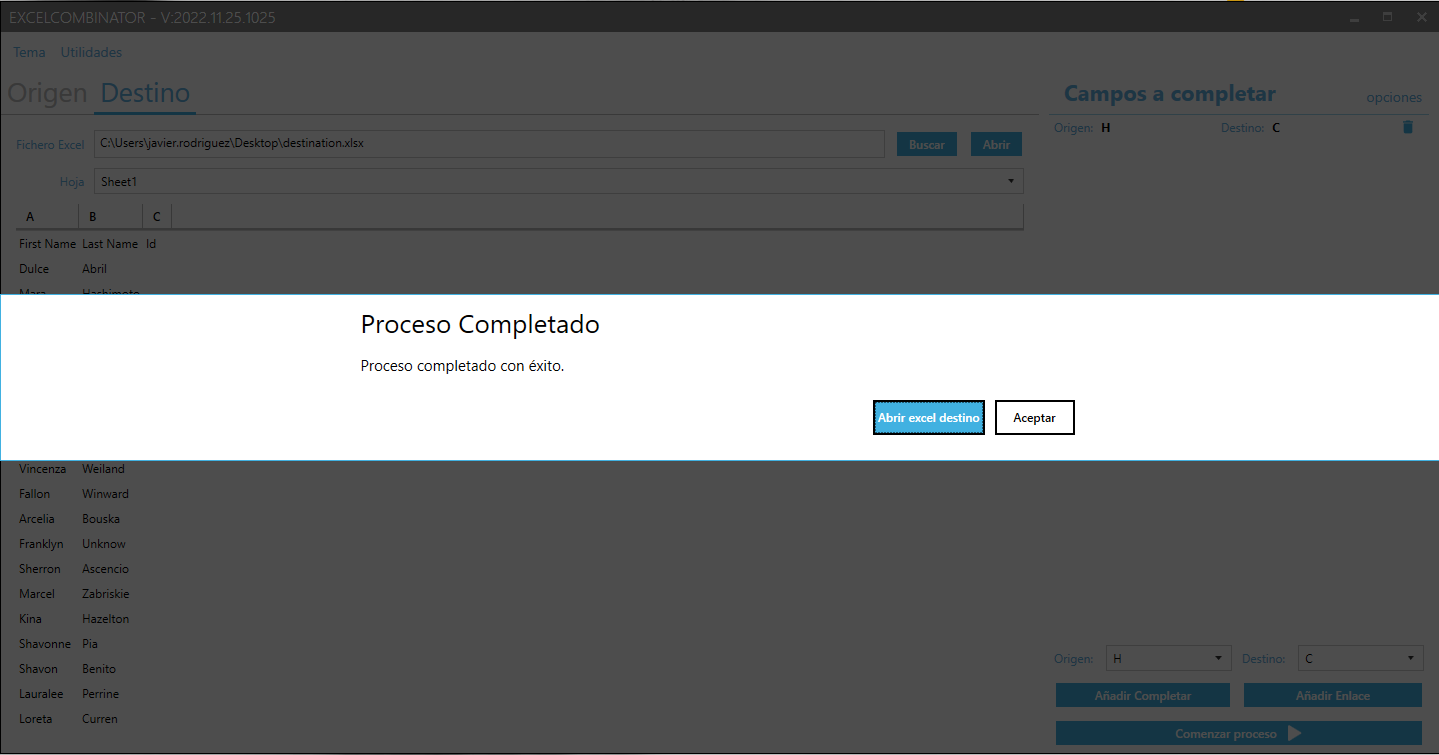 EXCELCOMBINATOR - V:2022.11.25.1025
Tema Utilidades
Origen Destino
Fichero Excel C:\Users\javier.rodriguez\Desktop\destination.xlsx Buscar Abrir
Hoja Sheet1
A B C
First Name Last Name Id
Dulce Abril
Mara Hashimoto
Campos a completar opciones
Origen: H Destino: C
Proceso Completado
Proceso completado con éxito.
Abrir excel destino Aceptar
Vincenza Weiland
Fallon Winward
Arcelia Bouska
Franklyn Unknow
Sherron Ascencio
Marcel Zabriskie
Kina Hazelton
Shavonne Pia
Shavon Benito
Lauralee Perrine
Loreta Curren
Origen: H Destino: C
Añadir Completar Añadir Enlace
Comenzar proceso